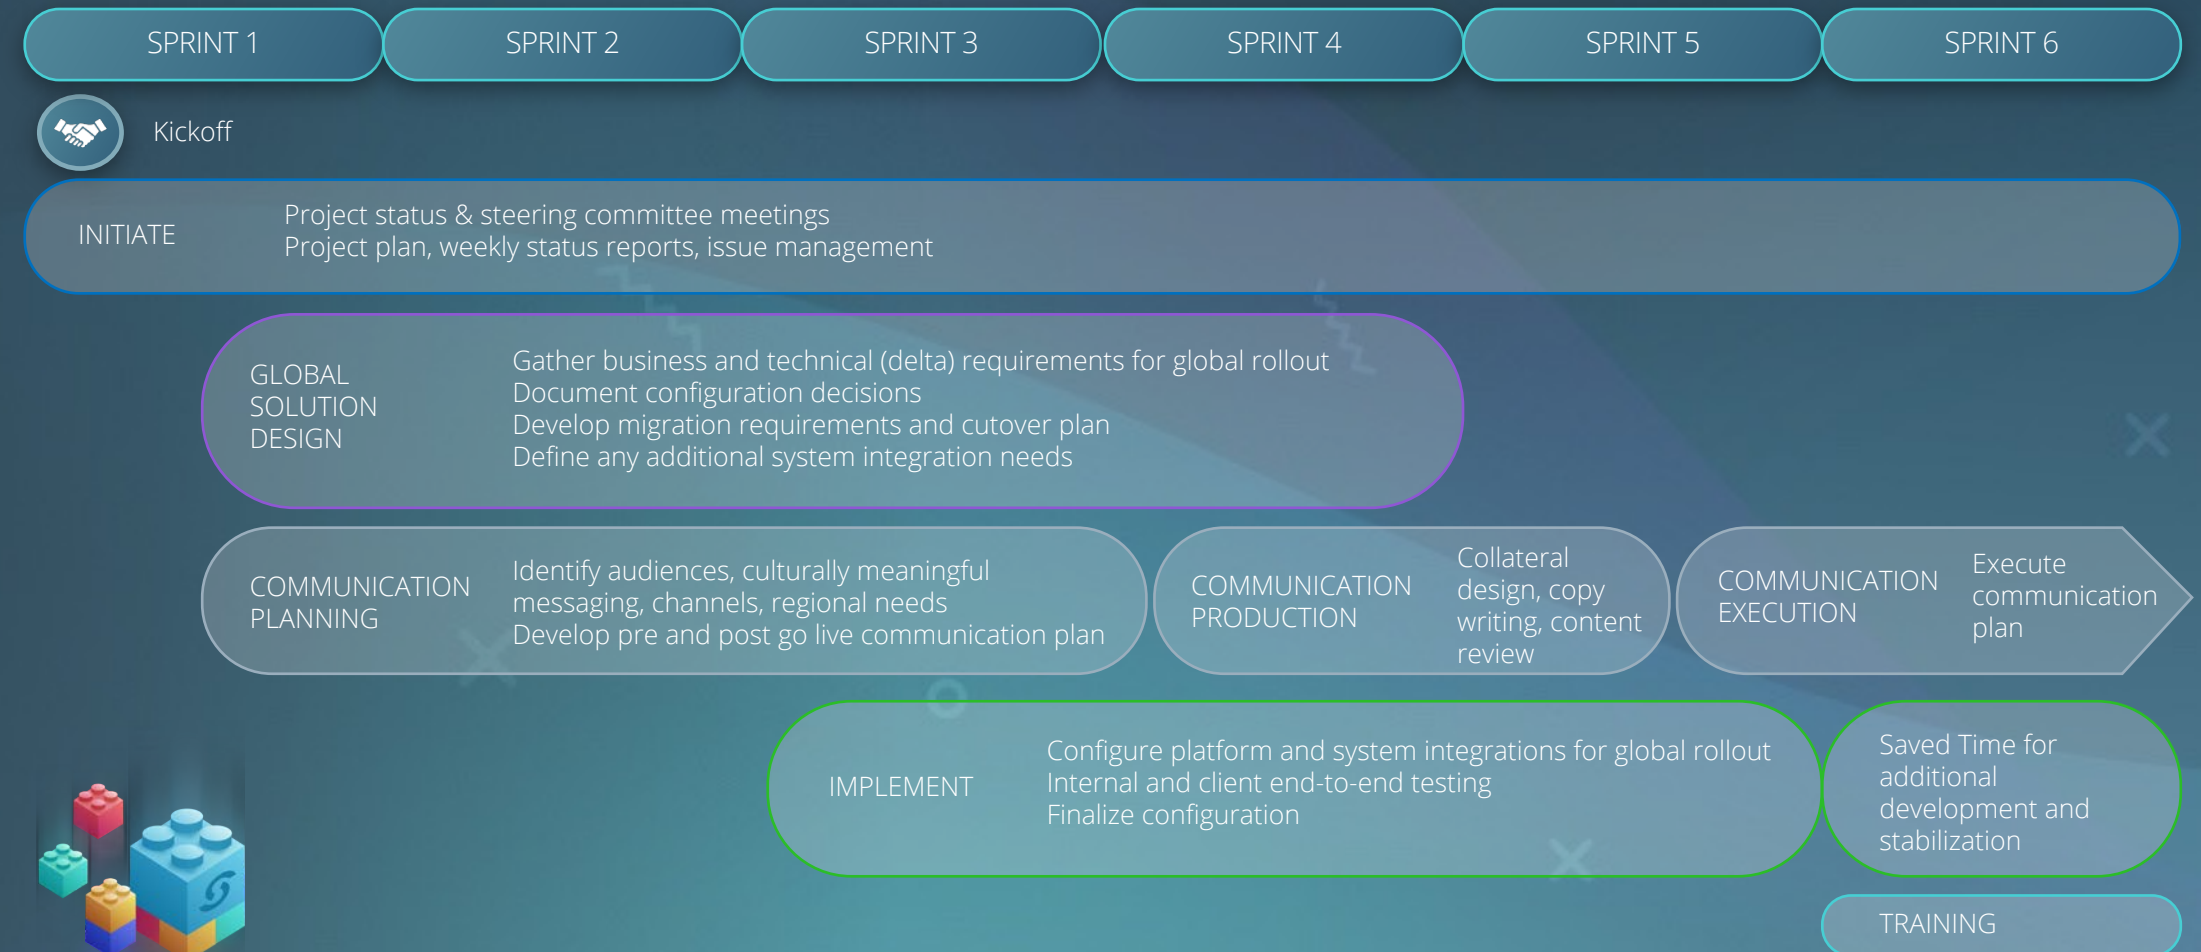 SPRINT 1
SPRINT 2
SPRINT 3
SPRINT 4
SPRINT 5
SPRINT 6
Kickoff
INITIATE
Project status & steering committee meetings
Project plan, weekly status reports, issue management
GLOBAL
SOLUTION
DESIGN
Gather business and technical (delta) requirements for global rollout
Document configuration decisions
Develop migration requirements and cutover plan
Define any additional system integration needs
COMMUNICATION
PLANNING
Identify audiences, culturally meaningful
messaging, channels, regional needs
Develop pre and post go live communication plan
COMMUNICATION
PRODUCTION
Collateral
design, copy
writing, content
review
COMMUNICATION
EXECUTION
Execute
communication
plan
IMPLEMENT
Configure platform and system integrations for global rollout
Internal and client end-to-end testing
Finalize configuration
Saved Time for
additional
development and
stabilization
TRAINING